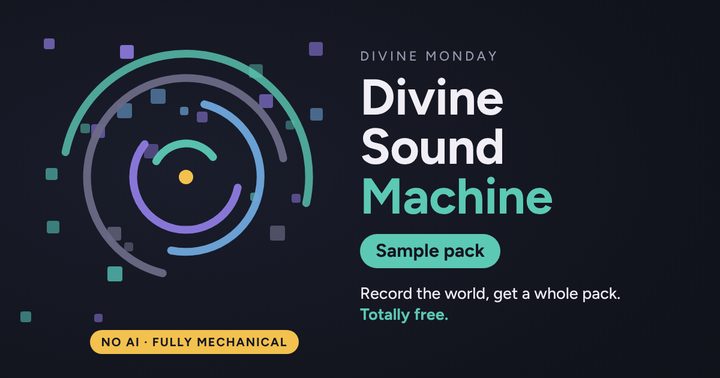 DIVINE MONDAY
Divine
Sound
Machine
Sample pack
Record the world, get a whole pack.
Totally free.
NO AI · FULLY MECHANICAL